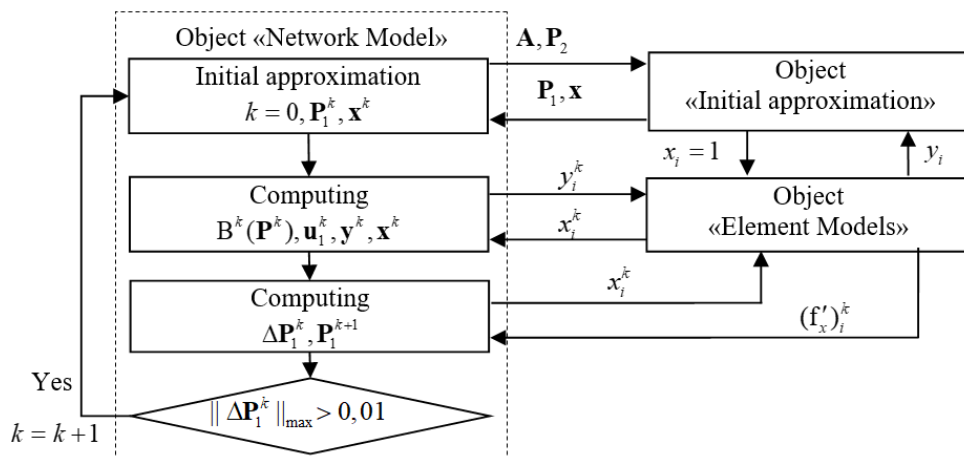 Object «Network Model»
Initial approximation
k = 0, P₁ᵏ, xᵏ
A, P₂
P₁, x
Object
«Initial approximation»
xᵢ = 1
yᵢ
Computing
Bᵏ(Pᵏ), u₁ᵏ, yᵏ, xᵏ
yᵢᵏ
xᵢᵏ
Object
«Element Models»
Computing
ΔP₁ᵏ, P₁ᵏ⁺¹
xᵢᵏ
(f′ₓ)ᵢᵏ
Yes
k = k + 1
|| ΔP₁ᵏ ||max > 0, 01